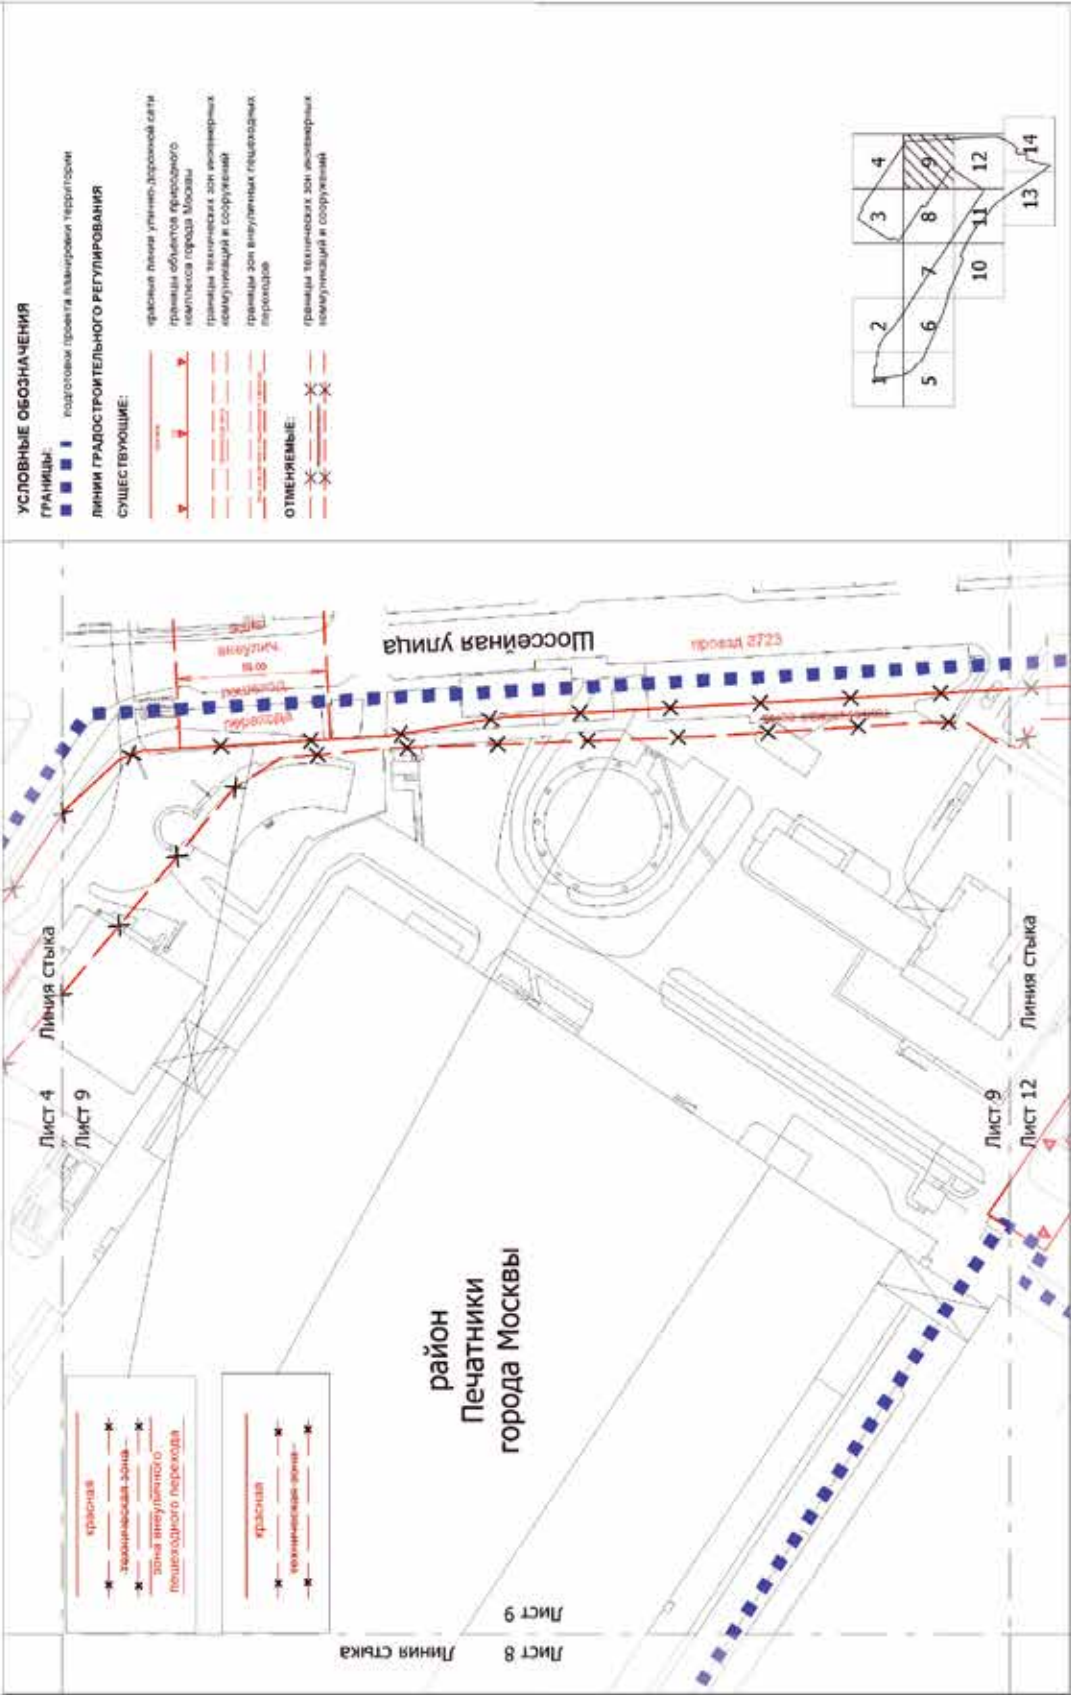 УСЛОВНЫЕ ОБОЗНАЧЕНИЯ
ГРАНИЦЫ:
подготовки проекта планировки территории
ЛИНИИ ГРАДОСТРОИТЕЛЬНОГО РЕГУЛИРОВАНИЯ
СУЩЕСТВУЮЩИЕ:
красные линии улично-дорожной сети
границы объектов природного
комплекса города Москвы
границы технических зон инженерных
коммуникаций и сооружений
границы зон внеуличных пешеходных
переходов
ОТМЕНЯЕМЫЕ:
границы технических зон инженерных
коммуникаций и сооружений
1
2
3
4
5
6
7
8
9
10
11
12
13
14
Лист 4
Линия стыка
Лист 9
Шоссейная улица
проезд 2723
внеуличн.
красная
техническая зона
зона внеуличного
пешеходного перехода
красная
техническая зона
район
Печатники
города Москвы
Лист 9
Лист 12
Линия стыка
Лист 9
Лист 8
Линия стыка